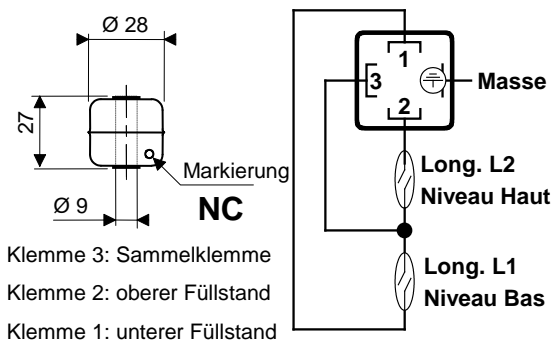 Ø 28
27
Ø 9
Markierung
NC
Klemme 3: Sammelklemme
Klemme 2: oberer Füllstand
Klemme 1: unterer Füllstand
1
3
2
Masse
Long. L2
Niveau Haut
Long. L1
Niveau Bas